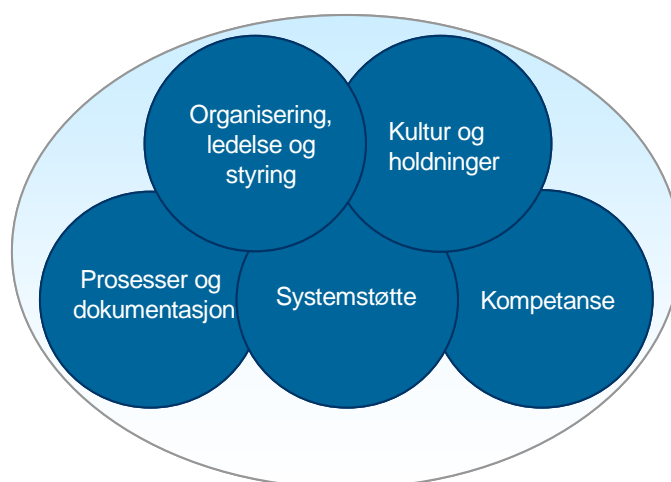 Organisering,
ledelse og
styring
Kultur og
holdninger
Prosesser og
dokumentasjon
Systemstøtte
Kompetanse